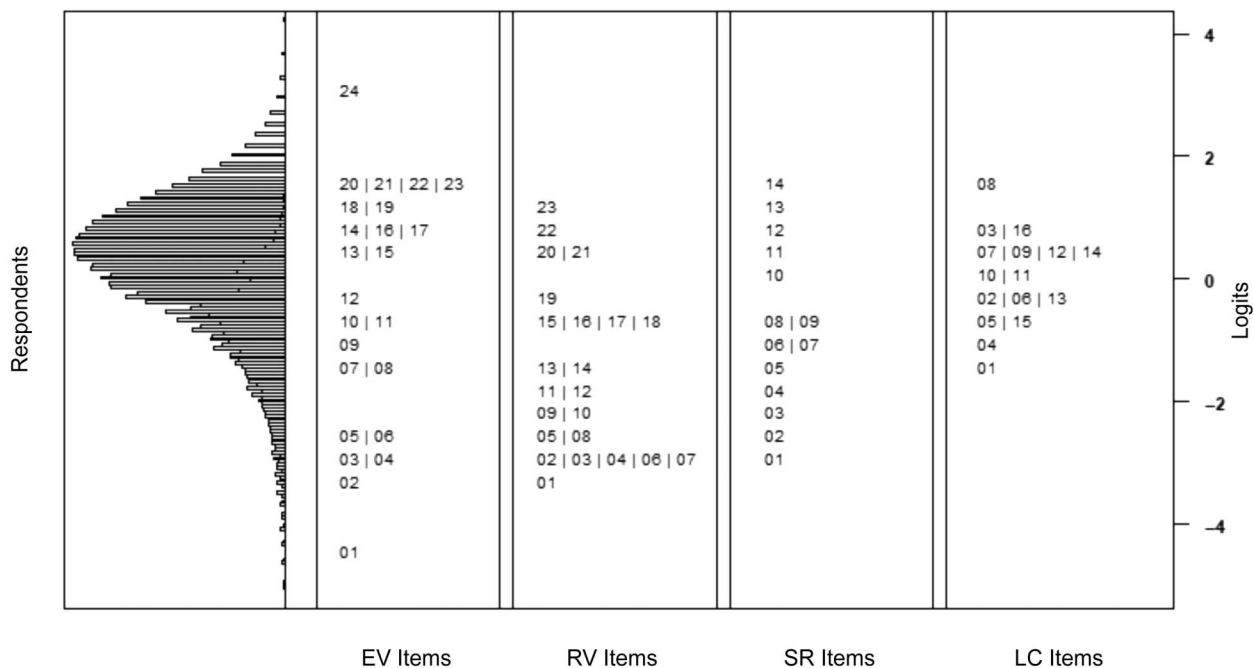 4
24
2
20 | 21 | 22 | 23
14
08
18 | 19
23
13
14 | 16 | 17
22
12
03 | 16
13 | 15
20 | 21
11
07 | 09 | 12 | 14
10
10 | 11
0
12
19
02 | 06 | 13
10 | 11
15 | 16 | 17 | 18
08 | 09
05 | 15
09
06 | 07
04
07 | 08
13 | 14
05
01
11 | 12
04
-2
09 | 10
03
05 | 06
05 | 08
02
03 | 04
02 | 03 | 04 | 06 | 07
01
02
01
-4
01
Respondents
Logits
EV Items
RV Items
SR Items
LC Items